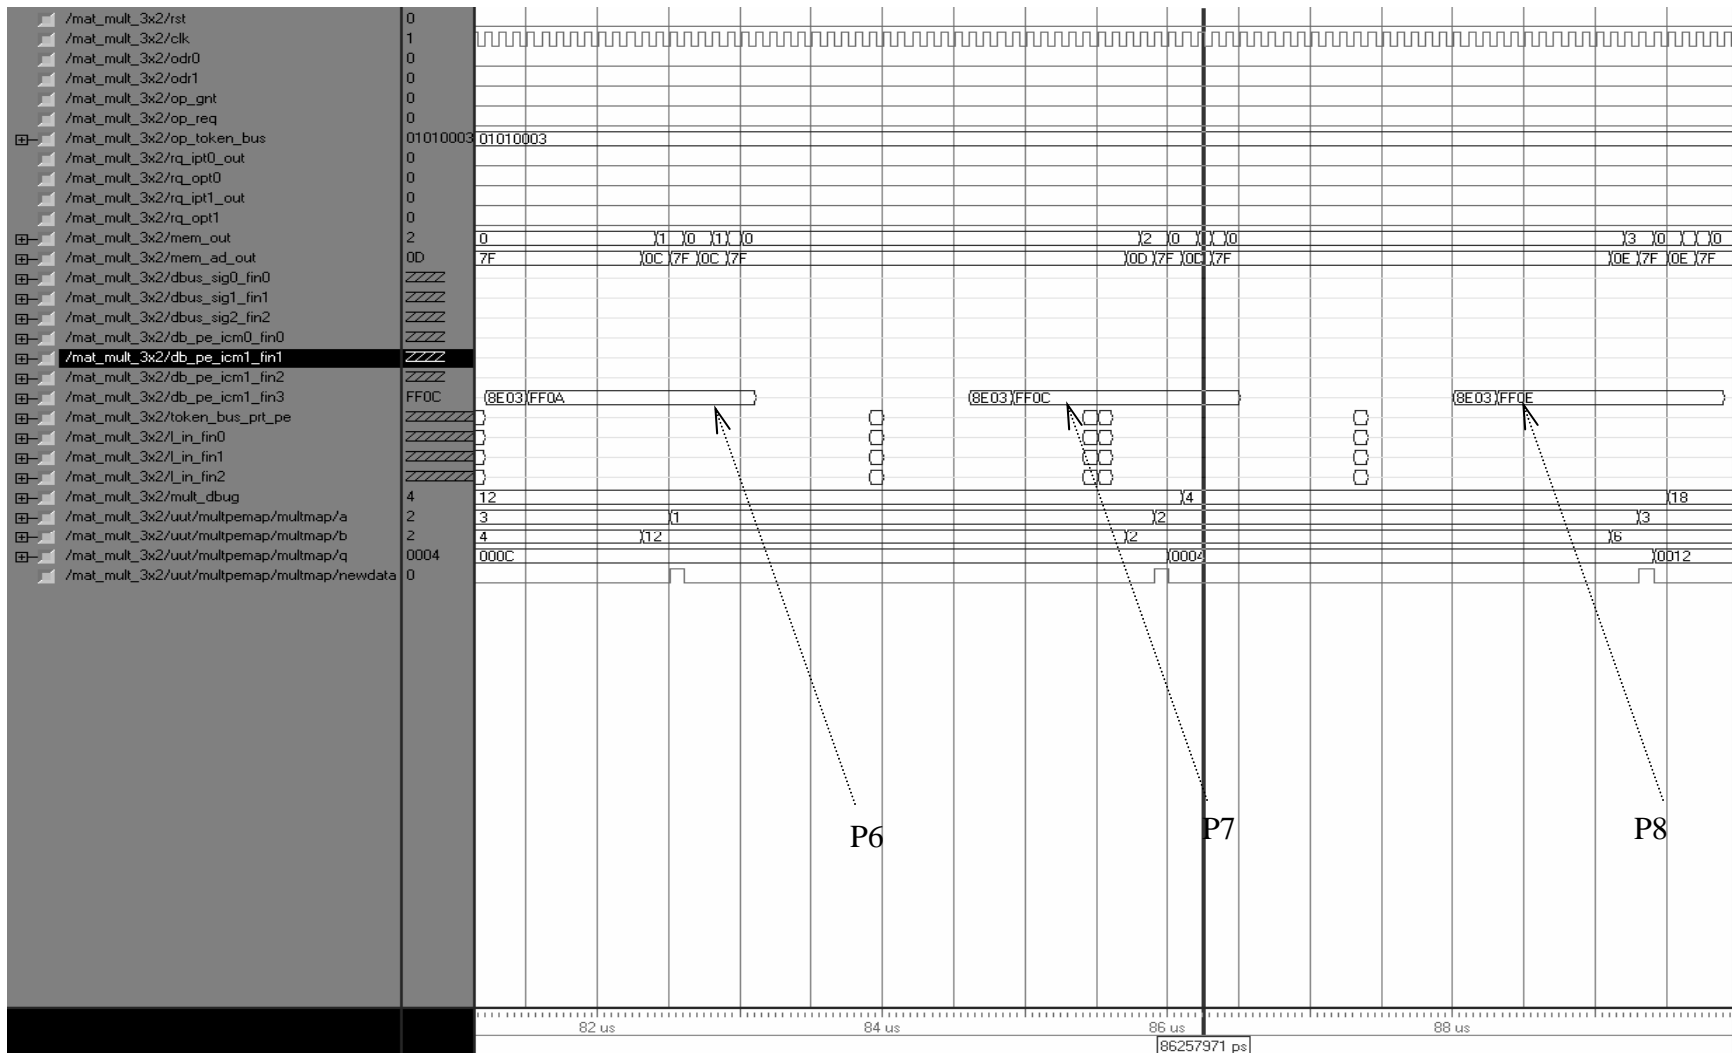 /mat_mult_3x2/rst 0
/mat_mult_3x2/clk 1
/mat_mult_3x2/odr0 0
/mat_mult_3x2/odr1 0
/mat_mult_3x2/op_gnt 0
/mat_mult_3x2/op_req 0
/mat_mult_3x2/op_token_bus 01010003 01010003
/mat_mult_3x2/rq_ipt0_out 0
/mat_mult_3x2/rq_opt0 0
/mat_mult_3x2/rq_ipt1_out 0
/mat_mult_3x2/rq_opt1 0
/mat_mult_3x2/mem_out 2 0 1 0 1 0 2 0 0 3 0 0
/mat_mult_3x2/mem_ad_out 0D 7F 0C 7F 0C 7F 0D 7F 0D 7F 0E 7F 0E 7F
/mat_mult_3x2/dbus_sig0_fin0
/mat_mult_3x2/dbus_sig1_fin1
/mat_mult_3x2/dbus_sig2_fin2
/mat_mult_3x2/db_pe_icm0_fin0
/mat_mult_3x2/db_pe_icm1_fin1
/mat_mult_3x2/db_pe_icm1_fin2
/mat_mult_3x2/db_pe_icm1_fin3 FF0C 8E03 FF0A 8E03 FF0C 8E03 FF0E
/mat_mult_3x2/token_bus_prt_pe
/mat_mult_3x2/l_in_fin0
/mat_mult_3x2/l_in_fin1
/mat_mult_3x2/l_in_fin2
/mat_mult_3x2/mult_dbug 4 12 4 18
/mat_mult_3x2/uut/multpemap/multmap/a 2 3 1 2 3
/mat_mult_3x2/uut/multpemap/multmap/b 2 4 12 2 6
/mat_mult_3x2/uut/multpemap/multmap/q 0004 000C 0004 0012
/mat_mult_3x2/uut/multpemap/multmap/newdata 0
P6 P7 P8
82 us 84 us 86 us 88 us
86257971 ps